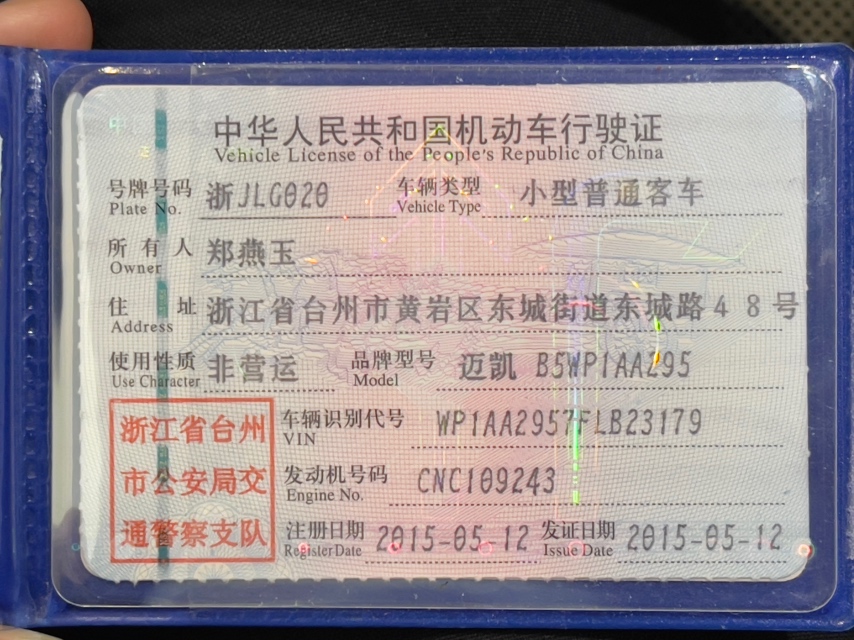 中华人民共和国机动车行驶证
Vehicle License of the People's Republic of China
号牌号码 浙JLG020 车辆类型 小型普通客车
Plate No. Vehicle Type
所有人 郑燕玉
Owner
住址 浙江省台州市黄岩区东城街道东城路48号
Address
使用性质 非营运 品牌型号 迈凯 B5WP1AA295
Use Character Model
浙江省台州 车辆识别代号 WP1AA2957FLB23179
VIN
市公安局交 发动机号码 CNC109243
Engine No.
通警察支队 注册日期 2015-05-12 发证日期 2015-05-12
Register Date Issue Date